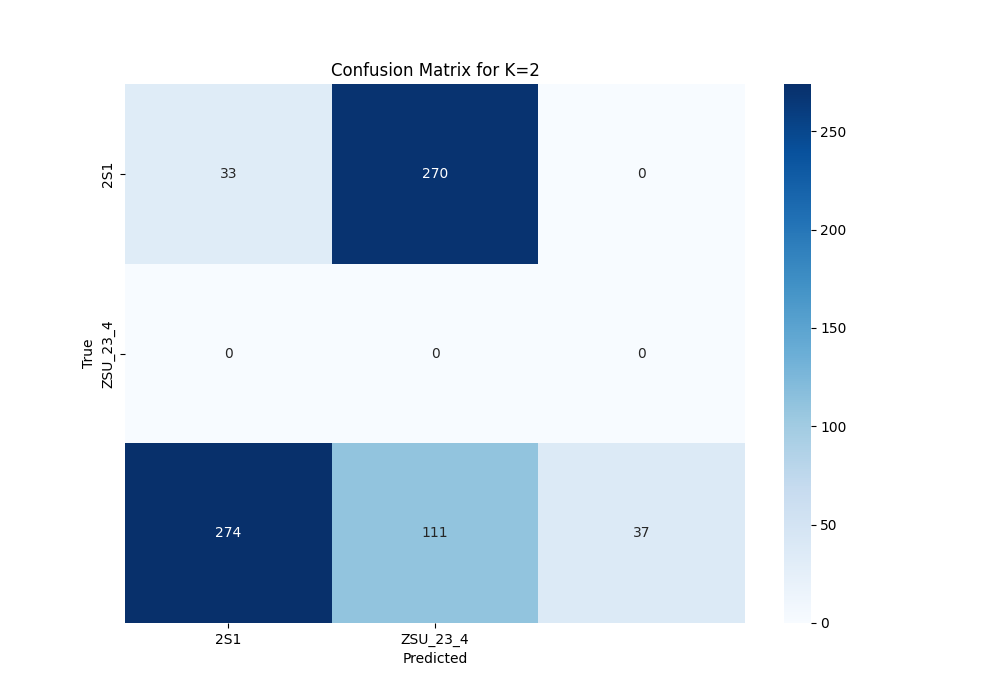 Confusion Matrix for K=2
2S1
33
270
0
True
ZSU_23_4
0
0
0
274
111
37
2S1
ZSU_23_4
Predicted
250
200
150
100
50
0